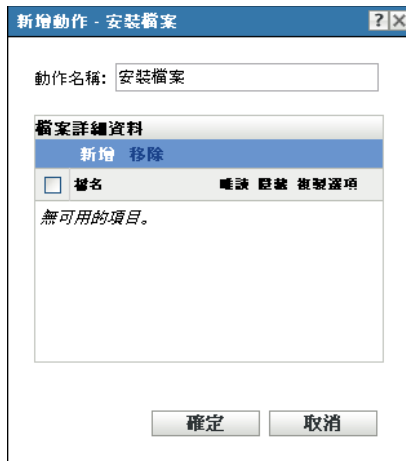 新增動作 - 安裝檔案
動作名稱: 安裝檔案
檔案詳細資料
新增 移除
檔名 唯讀 隱藏 複製選項
無可用的項目。
確定 取消